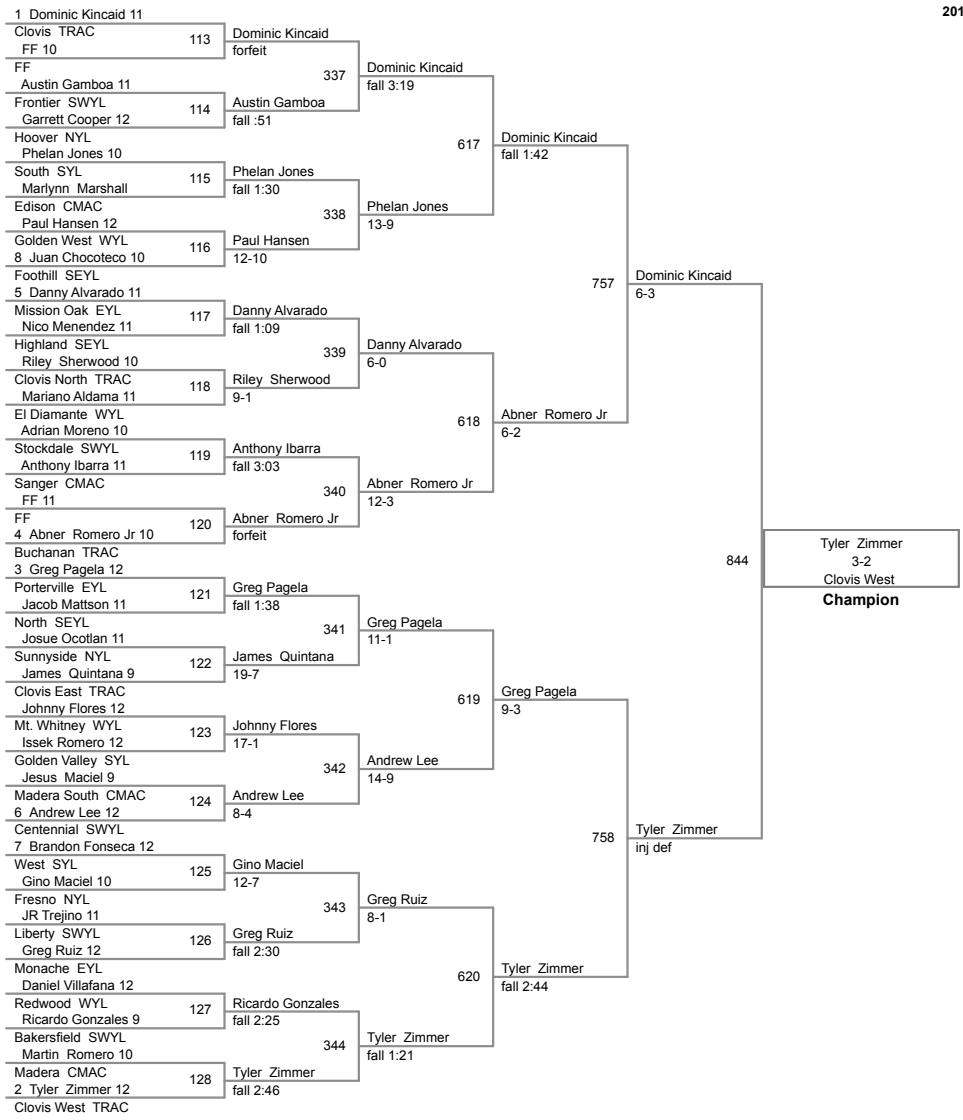 201
1 Dominic Kincaid 11
Clovis TRAC
FF 10
FF
Austin Gamboa 11
Frontier SWYL
Garrett Cooper 12
Hoover NYL
Phelan Jones 10
South SYL
Marlynn Marshall
Edison CMAC
Paul Hansen 12
Golden West WYL
8 Juan Chocoteco 10
Foothill SEYL
5 Danny Alvarado 11
Mission Oak EYL
Nico Menendez 11
Highland SEYL
Riley Sherwood 10
Clovis North TRAC
Mariano Aldama 11
El Diamante WYL
Adrian Moreno 10
Stockdale SWYL
Anthony Ibarra 11
Sanger CMAC
FF 11
FF
4 Abner Romero Jr 10
Buchanan TRAC
3 Greg Pagela 12
Porterville EYL
Jacob Mattson 11
North SEYL
Josue Ocotlan 11
Sunnyside NYL
James Quintana 9
Clovis East TRAC
Johnny Flores 12
Mt. Whitney WYL
Issek Romero 12
Golden Valley SYL
Jesus Maciel 9
Madera South CMAC
6 Andrew Lee 12
Centennial SWYL
7 Brandon Fonseca 12
West SYL
Gino Maciel 10
Fresno NYL
JR Trejino 11
Liberty SWYL
Greg Ruiz 12
Monache EYL
Daniel Villafana 12
Redwood WYL
Ricardo Gonzales 9
Bakersfield SWYL
Martin Romero 10
Madera CMAC
2 Tyler Zimmer 12
Clovis West TRAC
113
114
115
116
117
118
119
120
121
122
123
124
125
126
127
128
Dominic Kincaid
forfeit
Austin Gamboa
fall :51
Phelan Jones
fall 1:30
Paul Hansen
12-10
Danny Alvarado
fall 1:09
Riley Sherwood
9-1
Anthony Ibarra
fall 3:03
Abner Romero Jr
forfeit
Greg Pagela
fall 1:38
James Quintana
19-7
Johnny Flores
17-1
Andrew Lee
8-4
Gino Maciel
12-7
Greg Ruiz
fall 2:30
Ricardo Gonzales
fall 2:25
Tyler Zimmer
fall 2:46
337
338
339
340
341
342
343
344
Dominic Kincaid
fall 3:19
Phelan Jones
13-9
Danny Alvarado
6-0
Abner Romero Jr
12-3
Greg Pagela
11-1
Andrew Lee
14-9
Greg Ruiz
8-1
Tyler Zimmer
fall 1:21
617
618
619
620
Dominic Kincaid
fall 1:42
Abner Romero Jr
6-2
Greg Pagela
9-3
Tyler Zimmer
fall 2:44
757
758
Dominic Kincaid
6-3
Tyler Zimmer
inj def
844
Tyler Zimmer
3-2
Clovis West
Champion